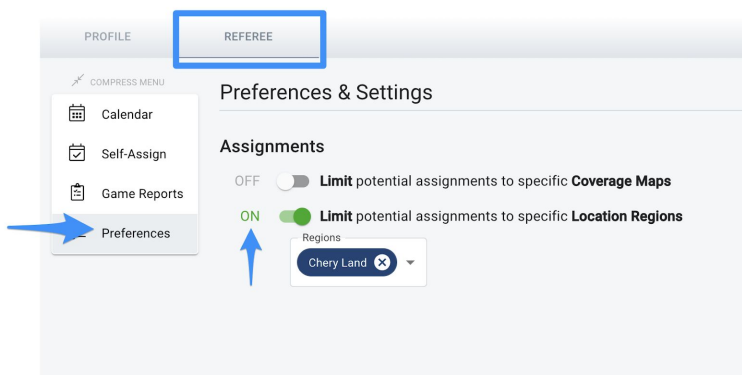 PROFILE
REFEREE
COMPRESS MENU
Calendar
Self-Assign
Game Reports
Preferences
Preferences & Settings
Assignments
OFF Limit potential assignments to specific Coverage Maps
ON Limit potential assignments to specific Location Regions
Regions
Chery Land